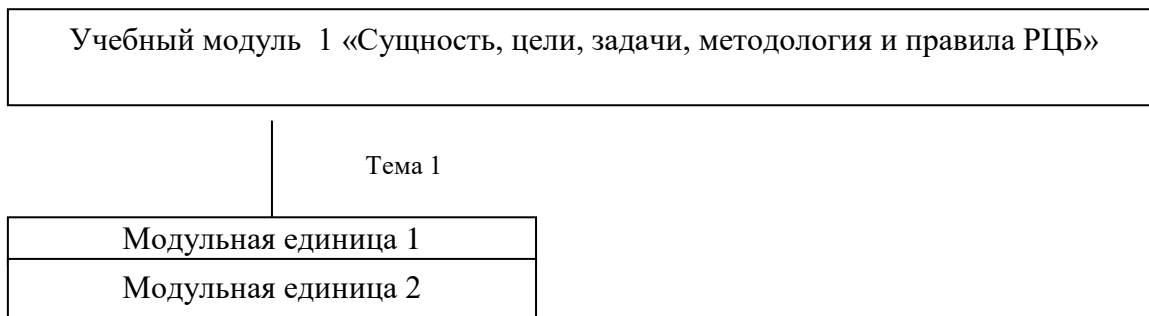 Учебный модуль 1 «Сущность, цели, задачи, методология и правила РЦБ»
Тема 1
Модульная единица 1
Модульная единица 2